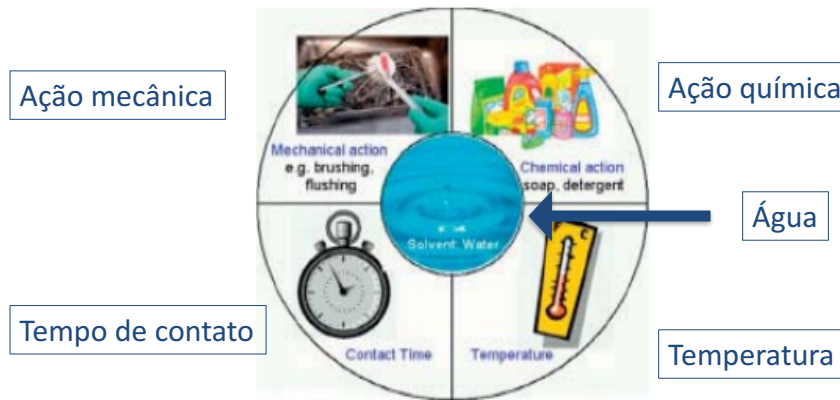 Ação mecânica
Ação química
Mechanical action
e.g. brushing,
flushing
Chemical action
soap, detergent
Água
Solvent: Water
C
Tempo de contato
Contact Time
Temperature
Temperatura